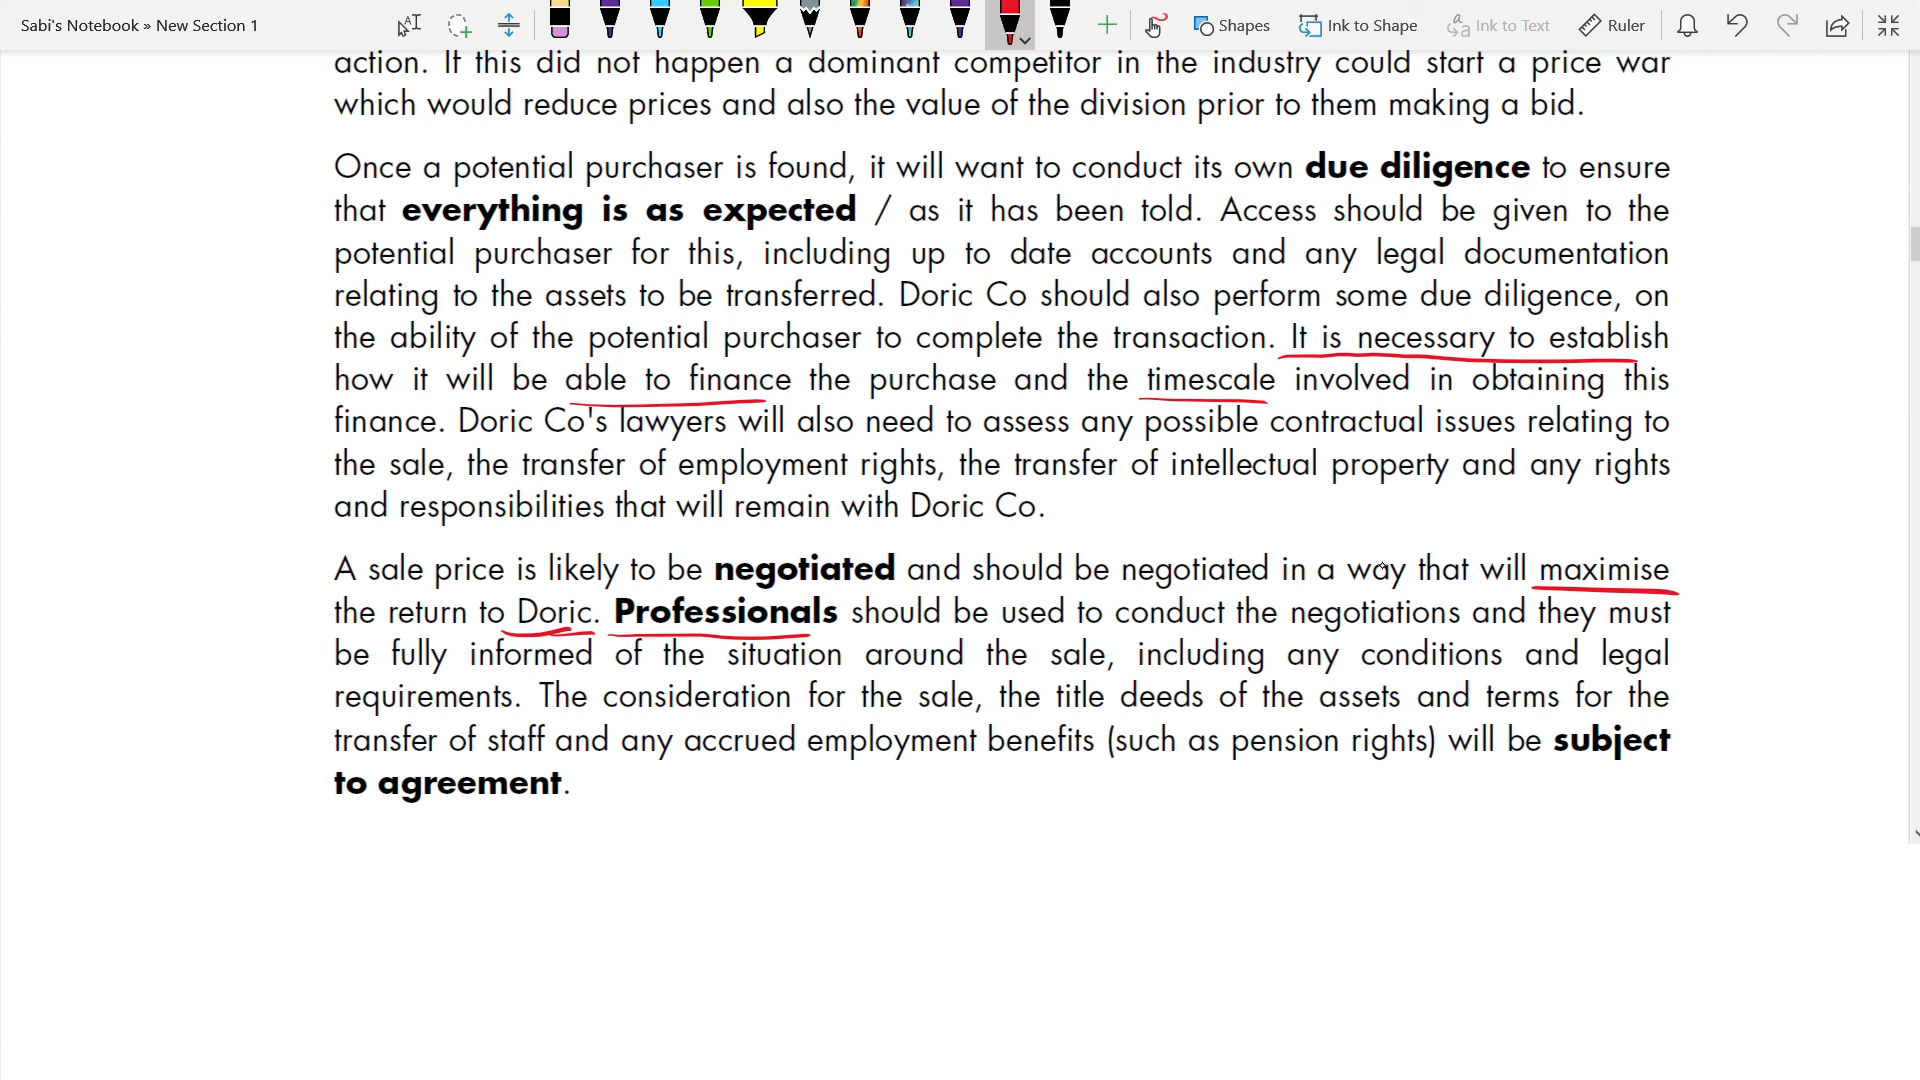 Sabi's Notebook » New Section 1
Shapes
Ink to Shape
Ink to Text
Ruler
action. If this did not happen a dominant competitor in the industry could start a price war
which would reduce prices and also the value of the division prior to them making a bid.
Once a potential purchaser is found, it will want to conduct its own due diligence to ensure
that everything is as expected / as it has been told. Access should be given to the
potential purchaser for this, including up to date accounts and any legal documentation
relating to the assets to be transferred. Doric Co should also perform some due diligence, on
the ability of the potential purchaser to complete the transaction. It is necessary to establish
how it will be able to finance the purchase and the timescale involved in obtaining this
finance. Doric Co's lawyers will also need to assess any possible contractual issues relating to
the sale, the transfer of employment rights, the transfer of intellectual property and any rights
and responsibilities that will remain with Doric Co.
A sale price is likely to be negotiated and should be negotiated in a way that will maximise
the return to Doric. Professionals should be used to conduct the negotiations and they must
be fully informed of the situation around the sale, including any conditions and legal
requirements. The consideration for the sale, the title deeds of the assets and terms for the
transfer of staff and any accrued employment benefits (such as pension rights) will be subject
to agreement.